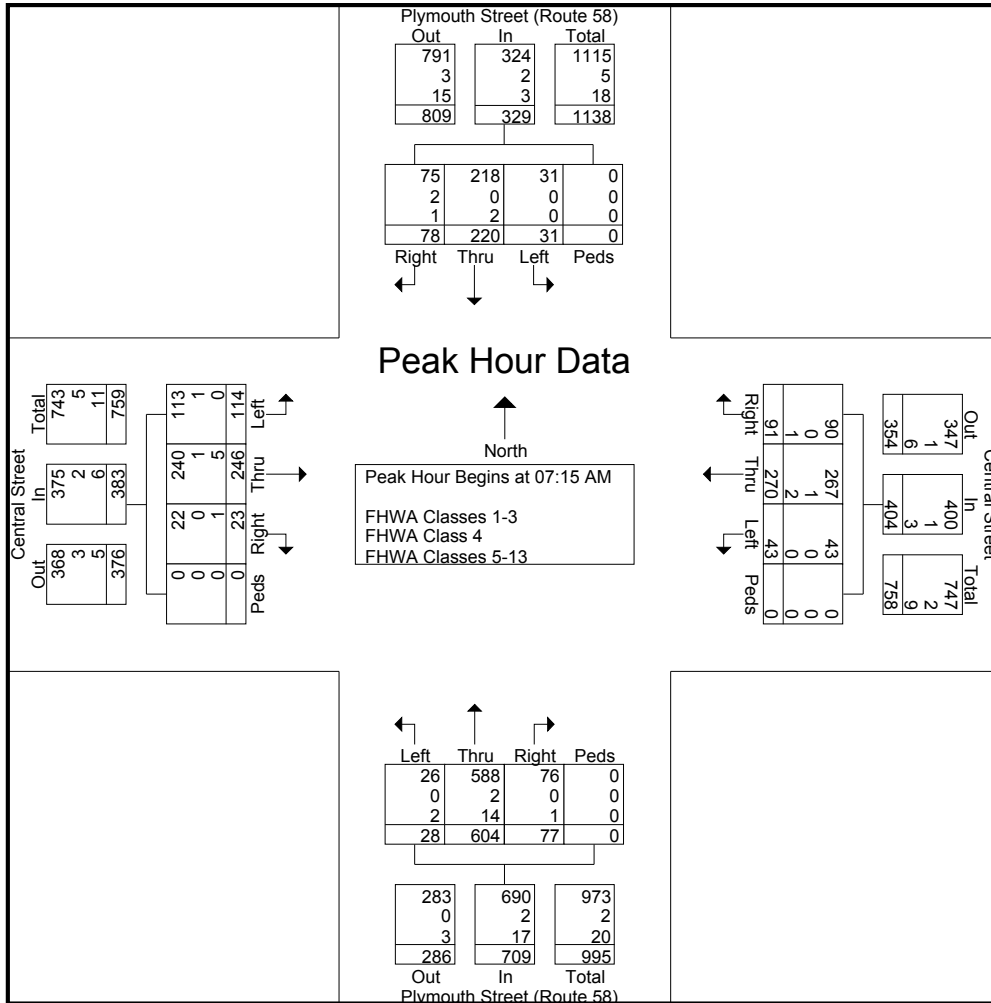 Plymouth Street (Route 58)
Out In Total
791 324 1115
3 2 5
15 3 18
809 329 1138
75 218 31 0
2 0 0 0
1 2 0 0
78 220 31 0
Right Thru Left Peds
Peak Hour Data
North
Peak Hour Begins at 07:15 AM
FHWA Classes 1-3
FHWA Class 4
FHWA Classes 5-13
Central Street
Total In Out
743 375 368
5 2 3
11 6 5
759 383 376
113 240 22 0
1 1 0 0
0 5 1 0
114 246 23 0
Left Thru Right Peds
Central Street
Out In Total
347 400 747
1 1 2
6 3 9
354 404 758
90 267 43 0
0 1 0 0
1 2 0 0
91 270 43 0
Right Thru Left Peds
Left Thru Right Peds
26 588 76 0
0 2 0 0
2 14 1 0
28 604 77 0
283 690 973
0 2 2
3 17 20
286 709 995
Out In Total
Plymouth Street (Route 58)